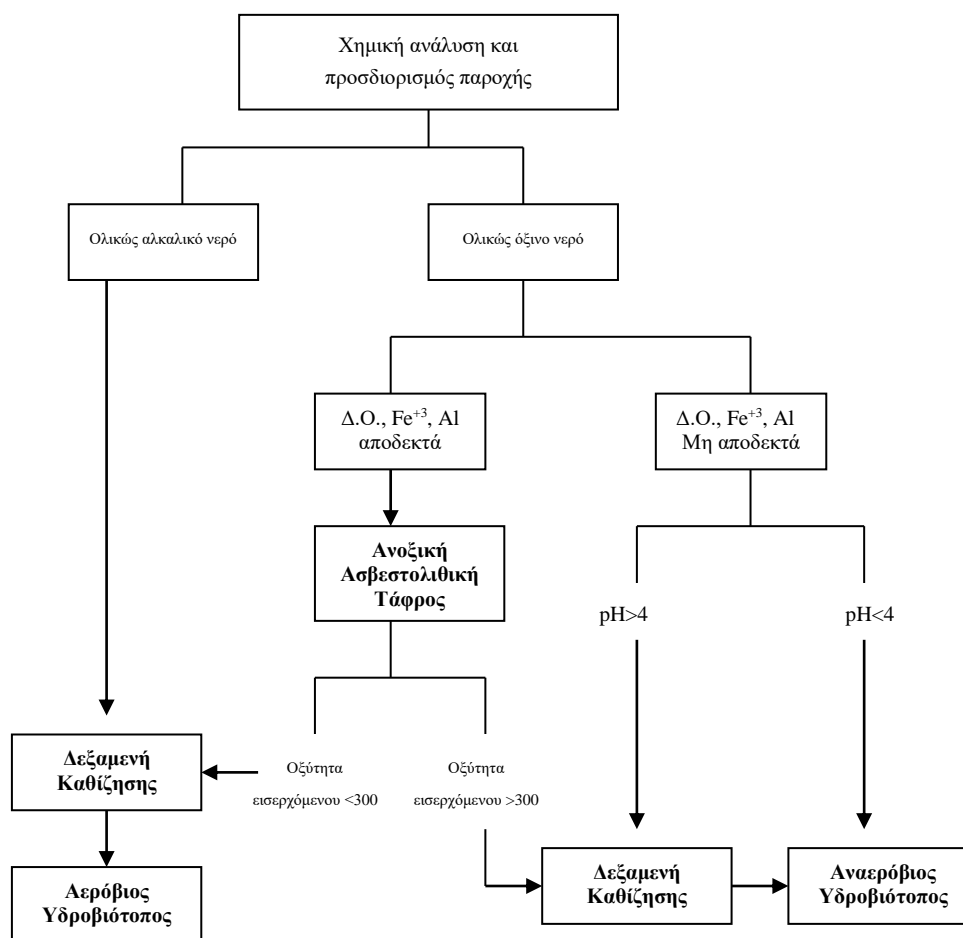 Χημική ανάλυση και
προσδιορισμός παροχής
Ολικώς αλκαλικό νερό
Ολικώς όξινο νερό
Δ.Ο., Fe+3, Al
αποδεκτά
Δ.Ο., Fe+3, Al
Μη αποδεκτά
Ανοξική
Ασβεστολιθική
Τάφρος
pH>4
pH<4
Δεξαμενή
Καθίζησης
Οξύτητα
εισερχόμενου <300
Οξύτητα
εισερχόμενου >300
Αερόβιος
Υδροβιότοπος
Δεξαμενή
Καθίζησης
Αναερόβιος
Υδροβιότοπος